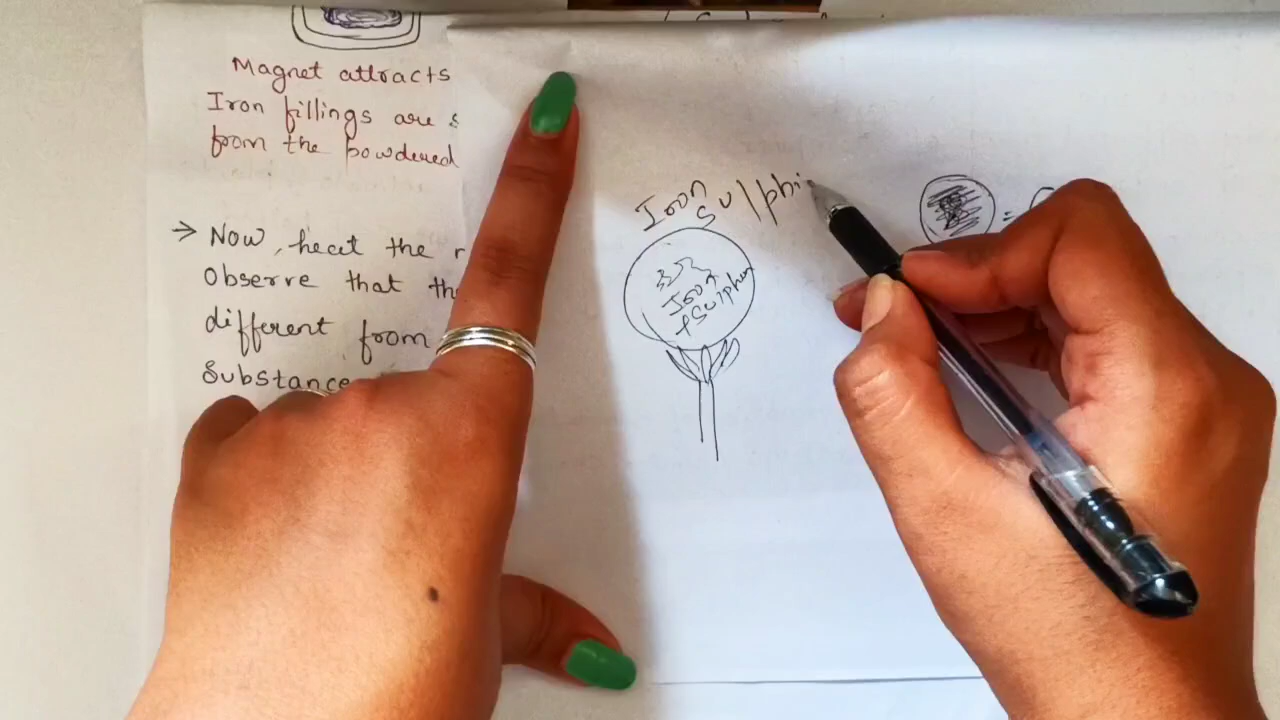 Magnet attracts
Iron fillings are s
from the powdered
→ Now, heat the r
Observe that the
different from
Substance
Iron
Sulphi
Iron
+ Sulphur
=